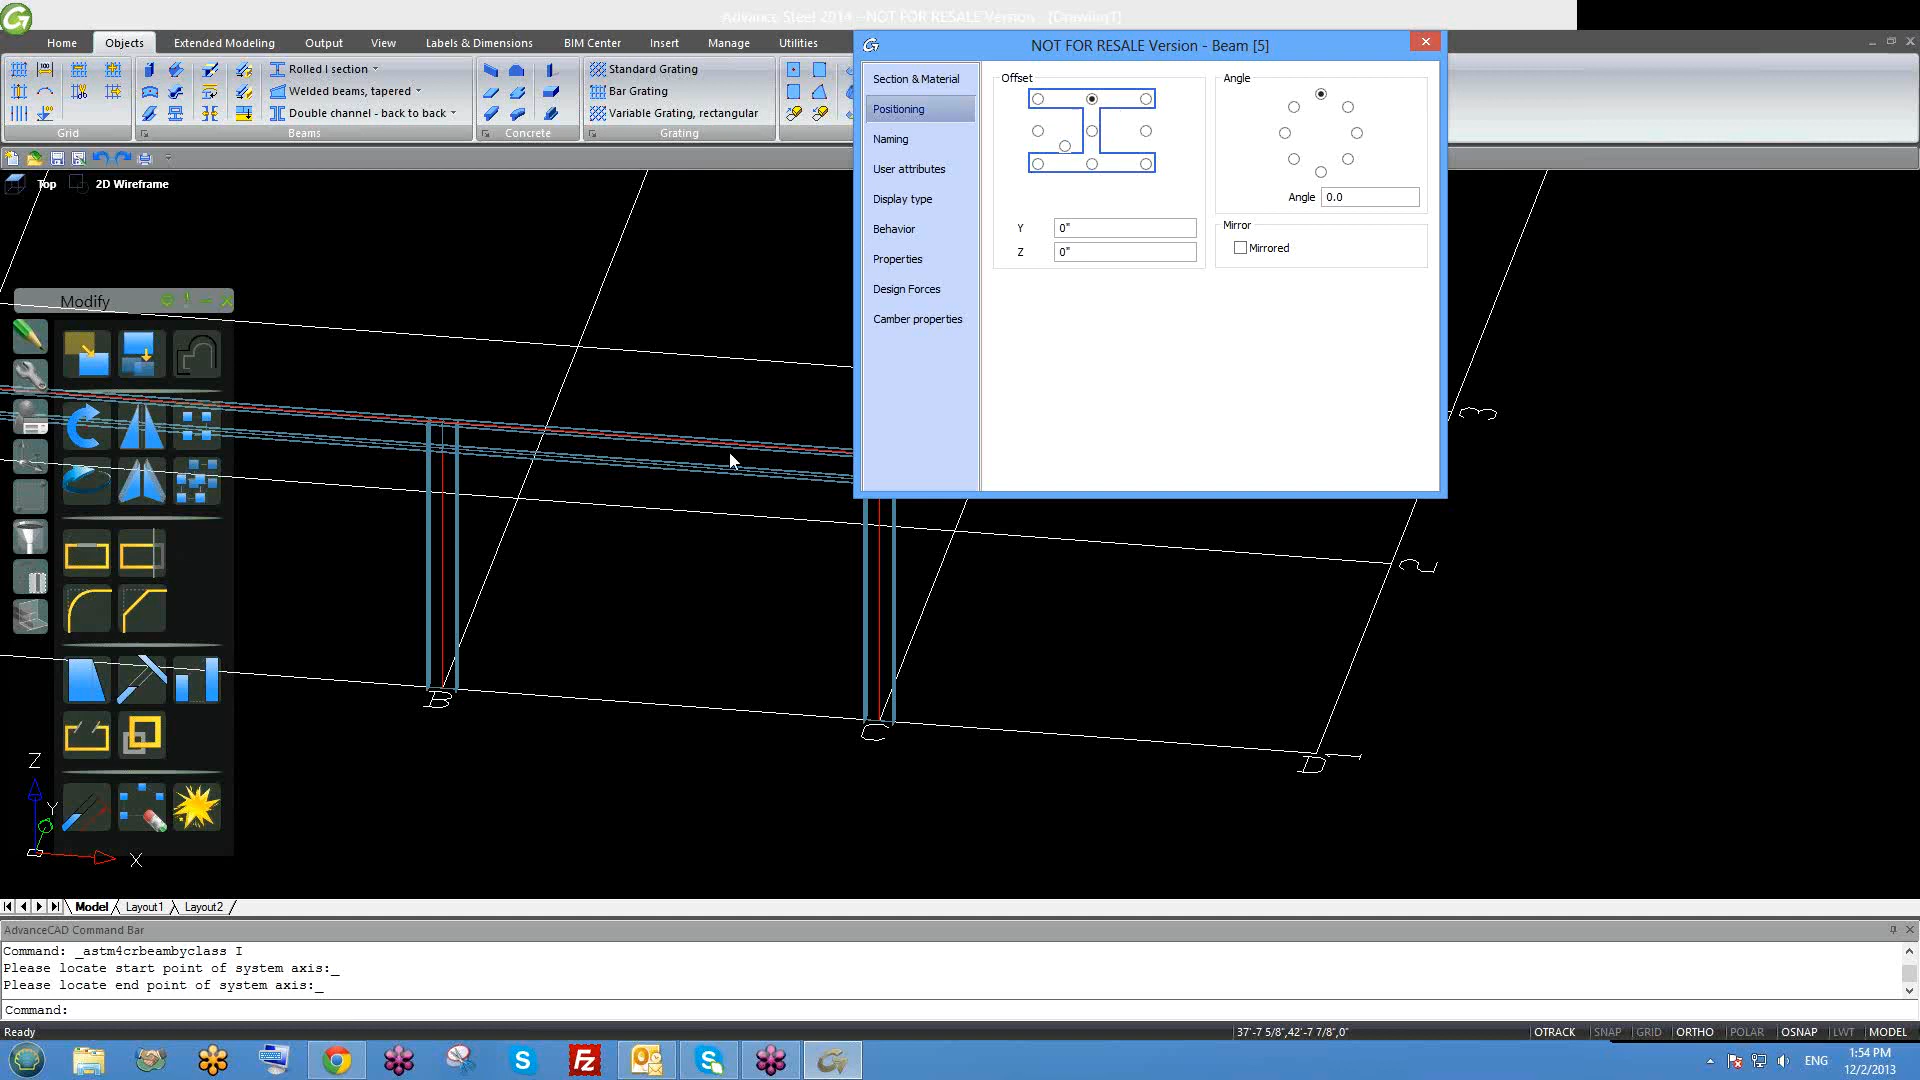 Advance Steel 2014 --NOT FOR RESALE Version - [Drawing1]
Home Objects Extended Modeling Output View Labels & Dimensions BIM Center Insert Manage Utilities
Rolled I section
Welded beams, tapered
Double channel - back to back
Standard Grating
Bar Grating
Variable Grating, rectangular
Grid Beams Concrete Grating
NOT FOR RESALE Version - Beam [5]
Section & Material
Positioning
Naming
User attributes
Display type
Behavior
Properties
Design Forces
Camber properties
Offset
Y 0"
Z 0"
Angle
Angle 0.0
Mirror
Mirrored
Top 2D Wireframe
Modify
3
2
B
C
D
1
Z
Y
X
Model Layout1 Layout2
AdvanceCAD Command Bar
Command: _astm4crbeambyclass I
Please locate start point of system axis:_
Please locate end point of system axis:_
Command:
Ready 37'-7 5/8",42'-7 7/8",0" OTRACK SNAP GRID ORTHO POLAR OSNAP LWT MODEL
ENG 1:54 PM
12/2/2013